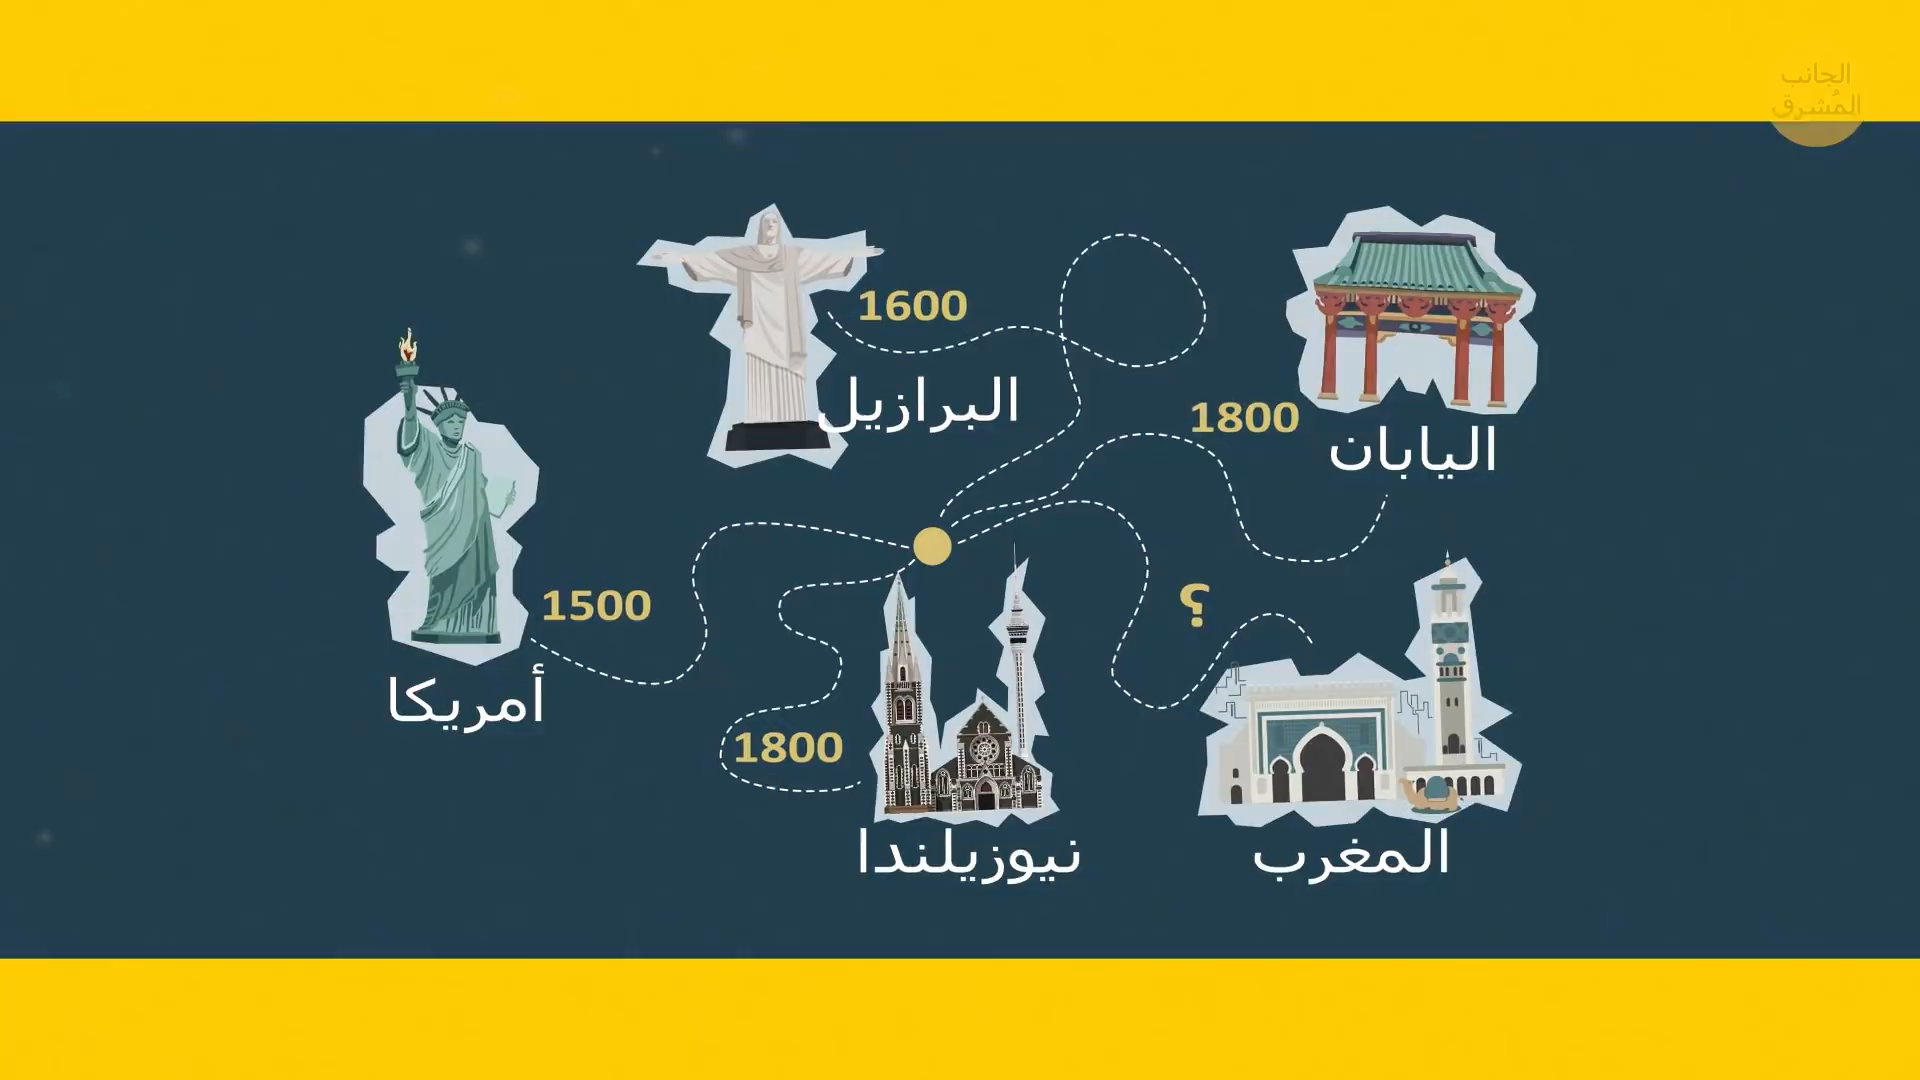 الجانب
المُشرق
1600
البرازيل
1800
اليابان
1500
أمريكا
1800
نيوزيلندا
؟
المغرب